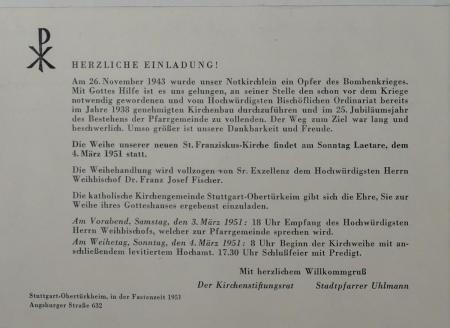 HERZLICHE EINLADUNG!
Am 26. November 1943 wurde unser Notkirchlein ein Opfer des Bombenkrieges.
Mit Gottes Hilfe ist es uns gelungen, an seiner Stelle den schon vor dem Kriege
notwendig gewordenen und vom Hochwürdigsten Bischöflichen Ordinariat bereits
im Jahre 1938 genehmigten Kirchenbau durchzuführen und im 25. Jubiläumsjahr
des Bestehens der Pfarrgemeinde zu vollenden. Der Weg zum Ziel war lang und
beschwerlich. Umso größer ist unsere Dankbarkeit und Freude.
Die Weihe unserer neuen St. Franziskus-Kirche findet am Sonntag Laetare, dem
4. März 1951 statt.
Die Weihehandlung wird vollzogen von Sr. Exzellenz dem Hochwürdigsten Herrn
Weihbischof Dr. Franz Josef Fischer.
Die katholische Kirchengemeinde Stuttgart-Obertürkheim gibt sich die Ehre, Sie zur
Weihe ihres Gotteshauses ergebenst einzuladen.
Am Vorabend, Samstag, den 3. März 1951: 18 Uhr Empfang des Hochwürdigsten
Herrn Weihbischofs, welcher zur Pfarrgemeinde sprechen wird.
Am Weihetag, Sonntag, den 4. März 1951: 8 Uhr Beginn der Kirchweihe mit an-
schließendem levitiertem Hochamt. 17.30 Uhr Schlußfeier mit Predigt.
Mit herzlichem Willkommgruß
Der Kirchenstiftungsrat Stadtpfarrer Uhlmann
Stuttgart-Obertürkheim, in der Fastenzeit 1951
Augsburger Straße 632